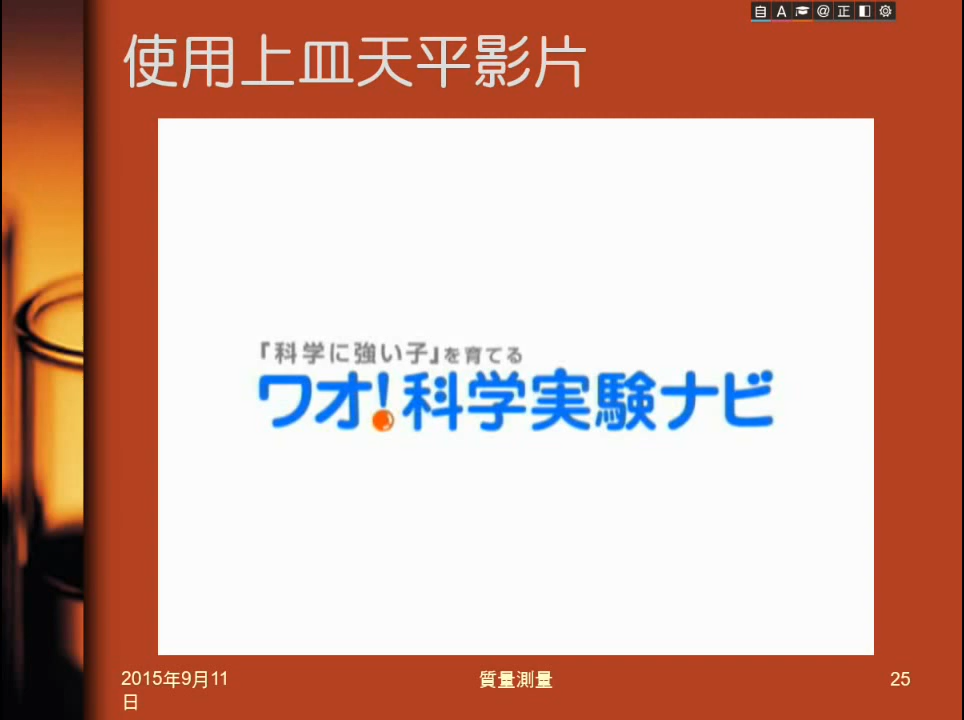 自 A @ 正
使用上皿天平影片
『科学に強い子』を育てる
ワオ!科学実験ナビ
2015年9月11
日
質量測量
25